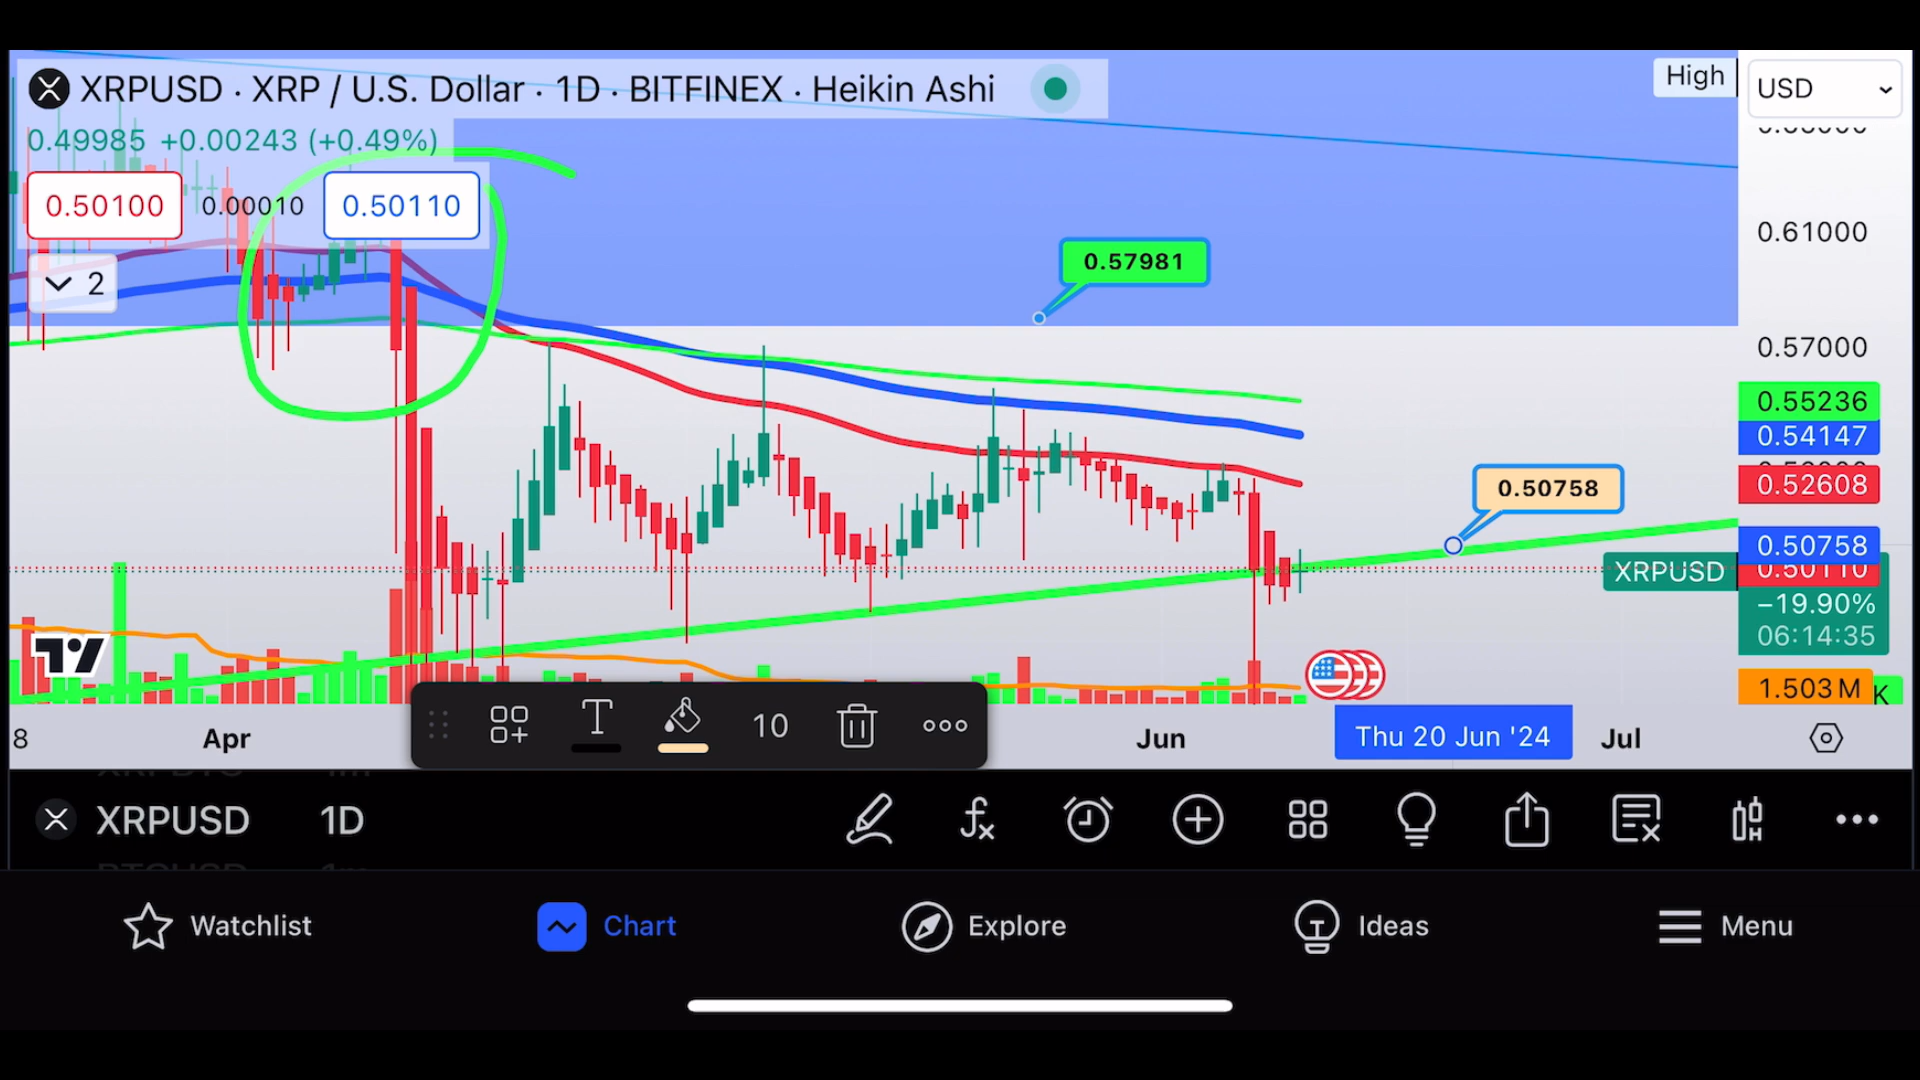 XRPUSD · XRP / U.S. Dollar · 1D · BITFINEX · Heikin Ashi
High
USD
0.49985 +0.00243 (+0.49%)
0.50100
0.00010
0.50110
2
0.57981
0.61000
0.57000
0.55236
0.54147
0.52608
0.50758
0.50758
XRPUSD
0.50110
−19.90%
06:14:35
1.503 M
K
8
Apr
Jun
Thu 20 Jun '24
Jul
T
10
XRPUSD
1D
Watchlist
Chart
Explore
Ideas
Menu